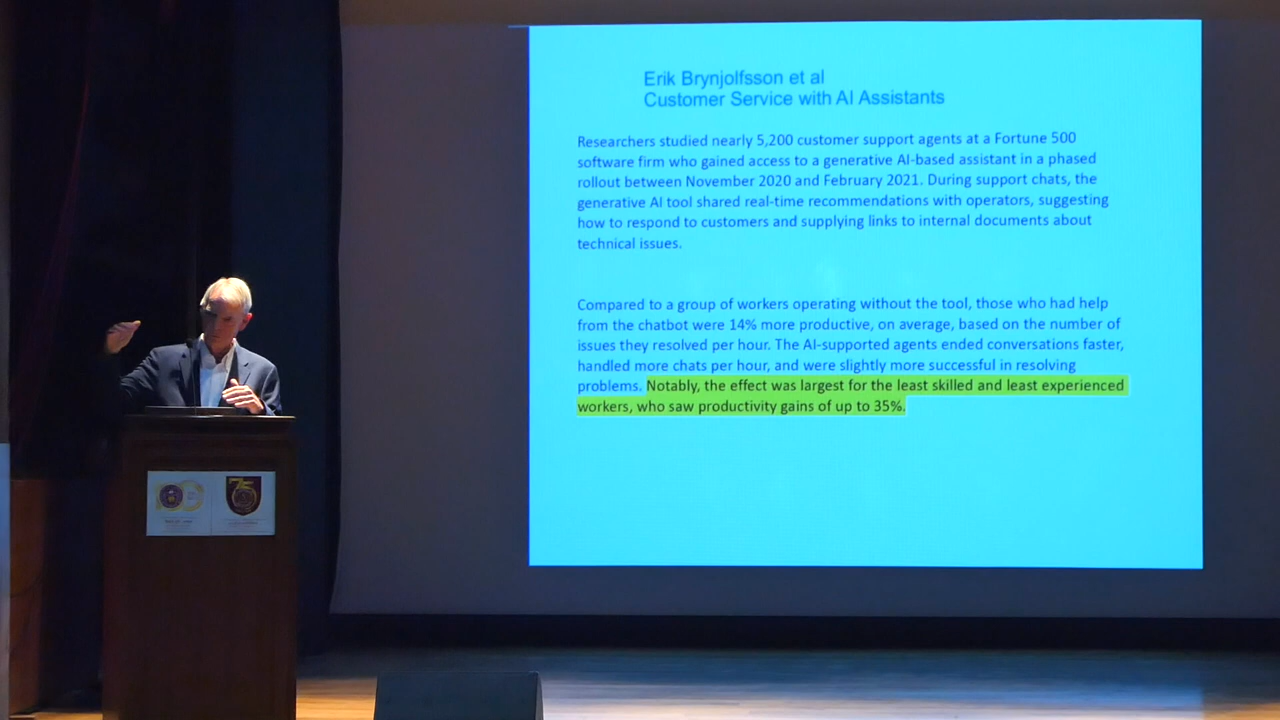 Erik Brynjolfsson et al
Customer Service with AI Assistants
Researchers studied nearly 5,200 customer support agents at a Fortune 500
software firm who gained access to a generative AI-based assistant in a phased
rollout between November 2020 and February 2021. During support chats, the
generative AI tool shared real-time recommendations with operators, suggesting
how to respond to customers and supplying links to internal documents about
technical issues.
Compared to a group of workers operating without the tool, those who had help
from the chatbot were 14% more productive, on average, based on the number of
issues they resolved per hour. The AI-supported agents ended conversations faster,
handled more chats per hour, and were slightly more successful in resolving
problems. Notably, the effect was largest for the least skilled and least experienced
workers, who saw productivity gains of up to 35%.
75